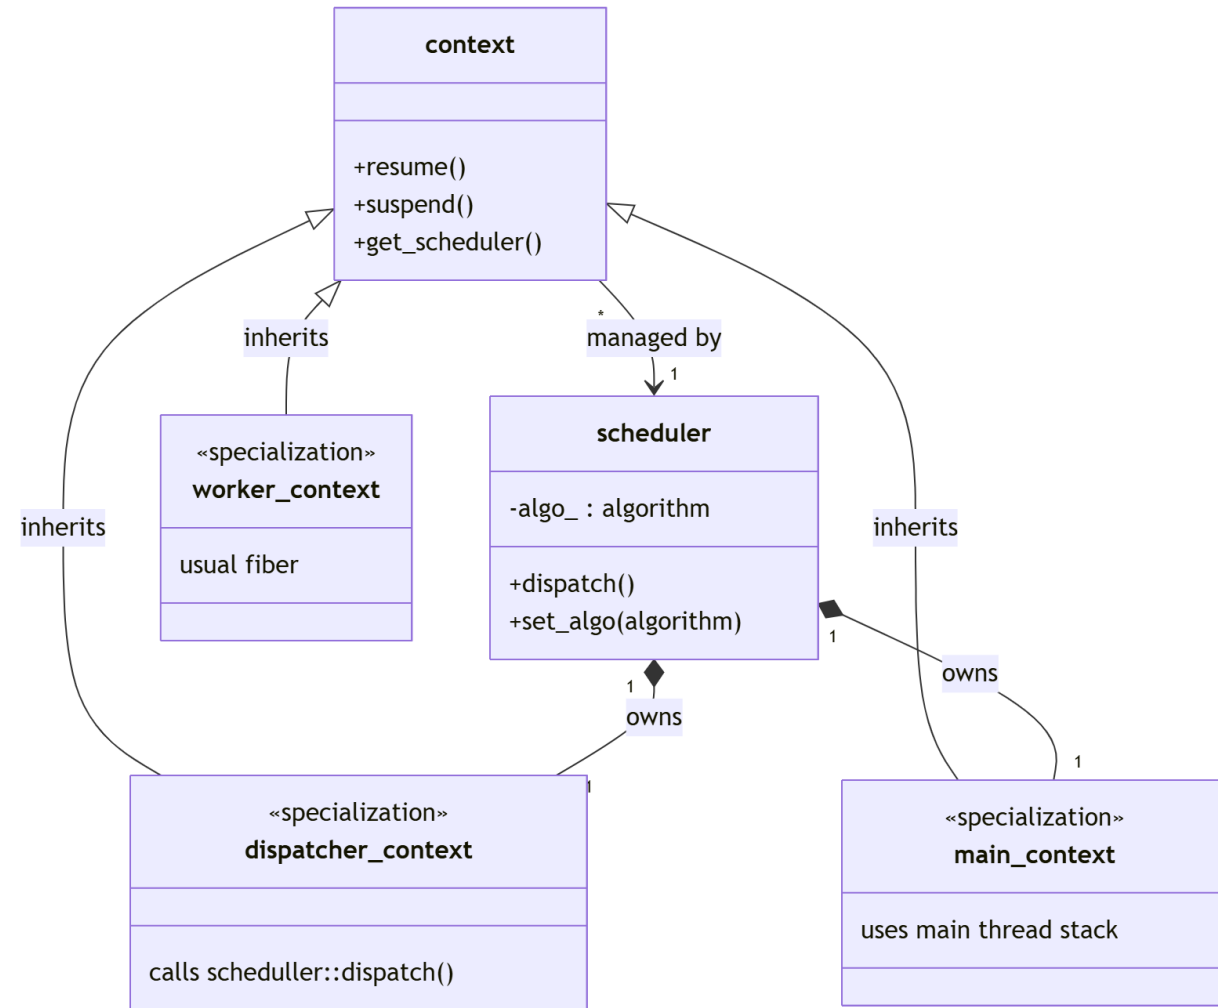 context
+resume()
+suspend()
+get_scheduler()
inherits
*
managed by
1
«specialization»
worker_context
usual fiber
scheduler
-algo_ : algorithm
+dispatch()
+set_algo(algorithm)
inherits
inherits
1
1
owns
owns
1
1
«specialization»
dispatcher_context
calls scheduller::dispatch()
«specialization»
main_context
uses main thread stack